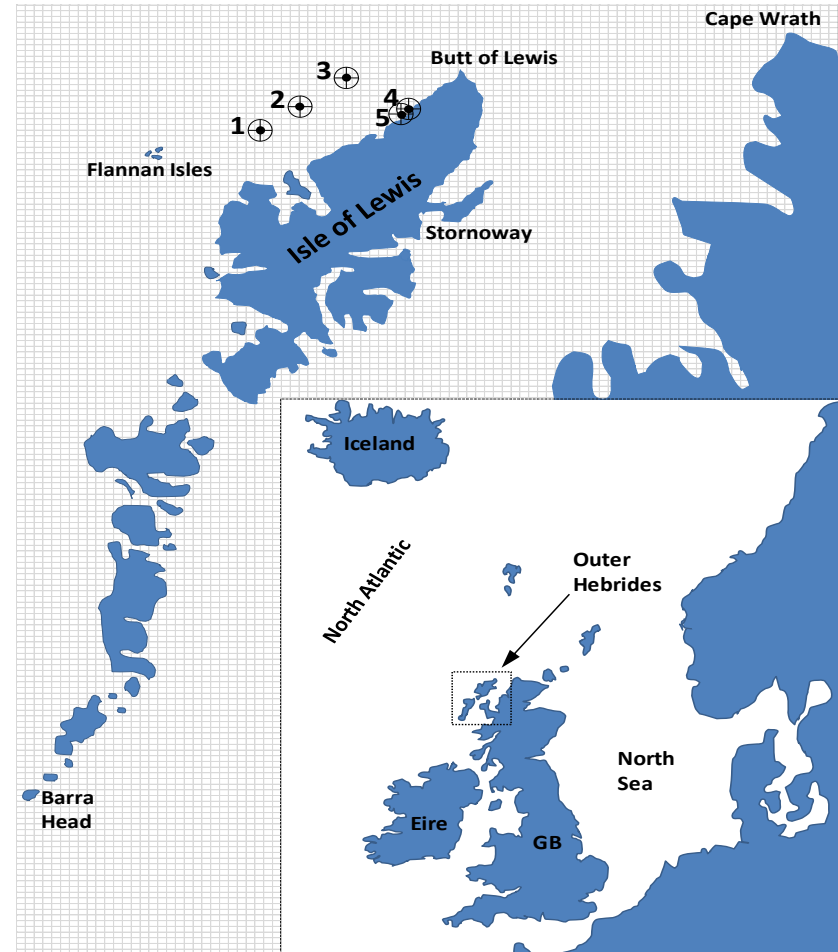 Cape Wrath
Butt of Lewis
3
4
2
5
1
Flannan Isles
Isle of Lewis
Stornoway
Iceland
North Atlantic
Outer
Hebrides
North
Sea
Barra
Head
Eire
GB